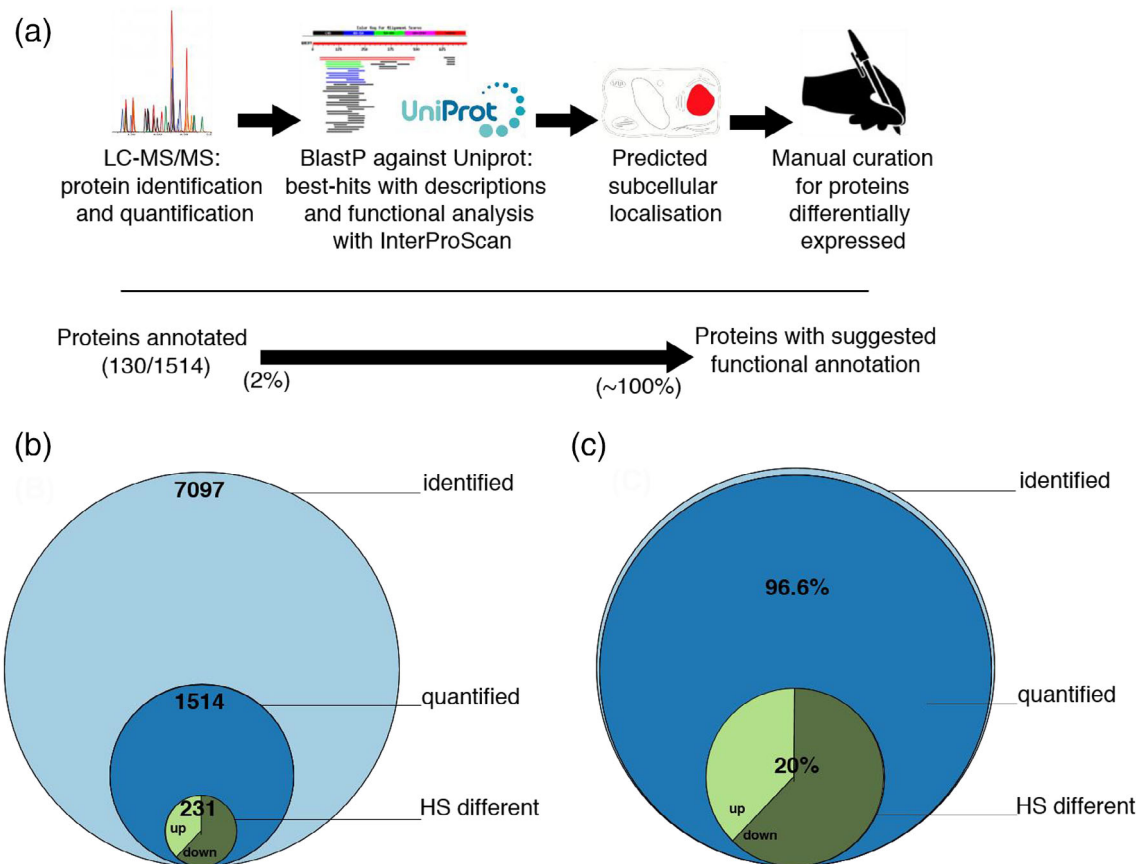 (a)
UniProt
LC-MS/MS:
protein identification
and quantification
BlastP against Uniprot:
best-hits with descriptions
and functional analysis
with InterProScan
Predicted
subcellular
localisation
Manual curation
for proteins
differentially
expressed
Proteins annotated
(130/1514)
(2%)
(~100%)
Proteins with suggested
functional annotation
(b)
(B)
7097
identified
1514
quantified
231
up
down
HS different
(c)
(C)
identified
96.6%
quantified
20%
up
down
HS different